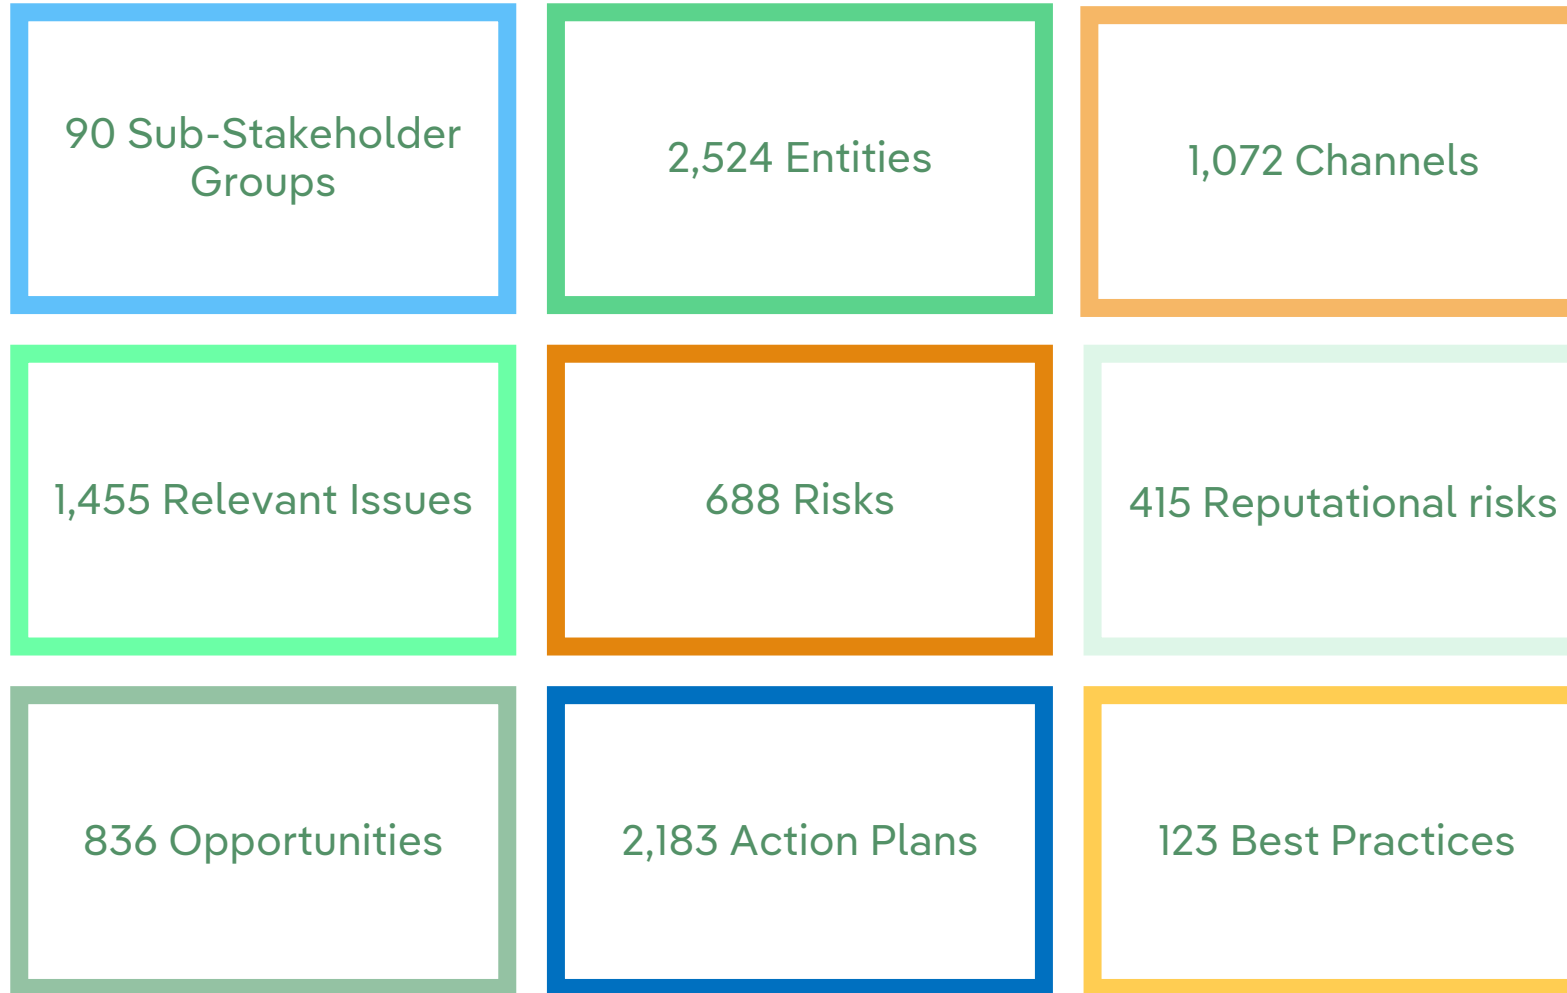 90 Sub-Stakeholder
Groups
2,524 Entities
1,072 Channels
1,455 Relevant Issues
688 Risks
415 Reputational risks
836 Opportunities
2,183 Action Plans
123 Best Practices